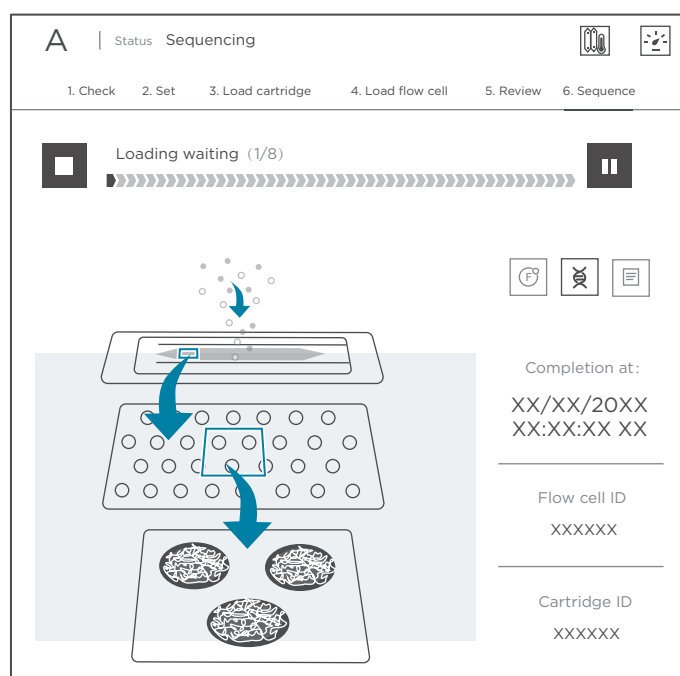 A | Status Sequencing
1. Check 2. Set 3. Load cartridge 4. Load flow cell 5. Review 6. Sequence
Loading waiting (1/8)
F
Completion at:
XX/XX/20XX
XX:XX:XX XX
Flow cell ID
XXXXXX
Cartridge ID
XXXXXX